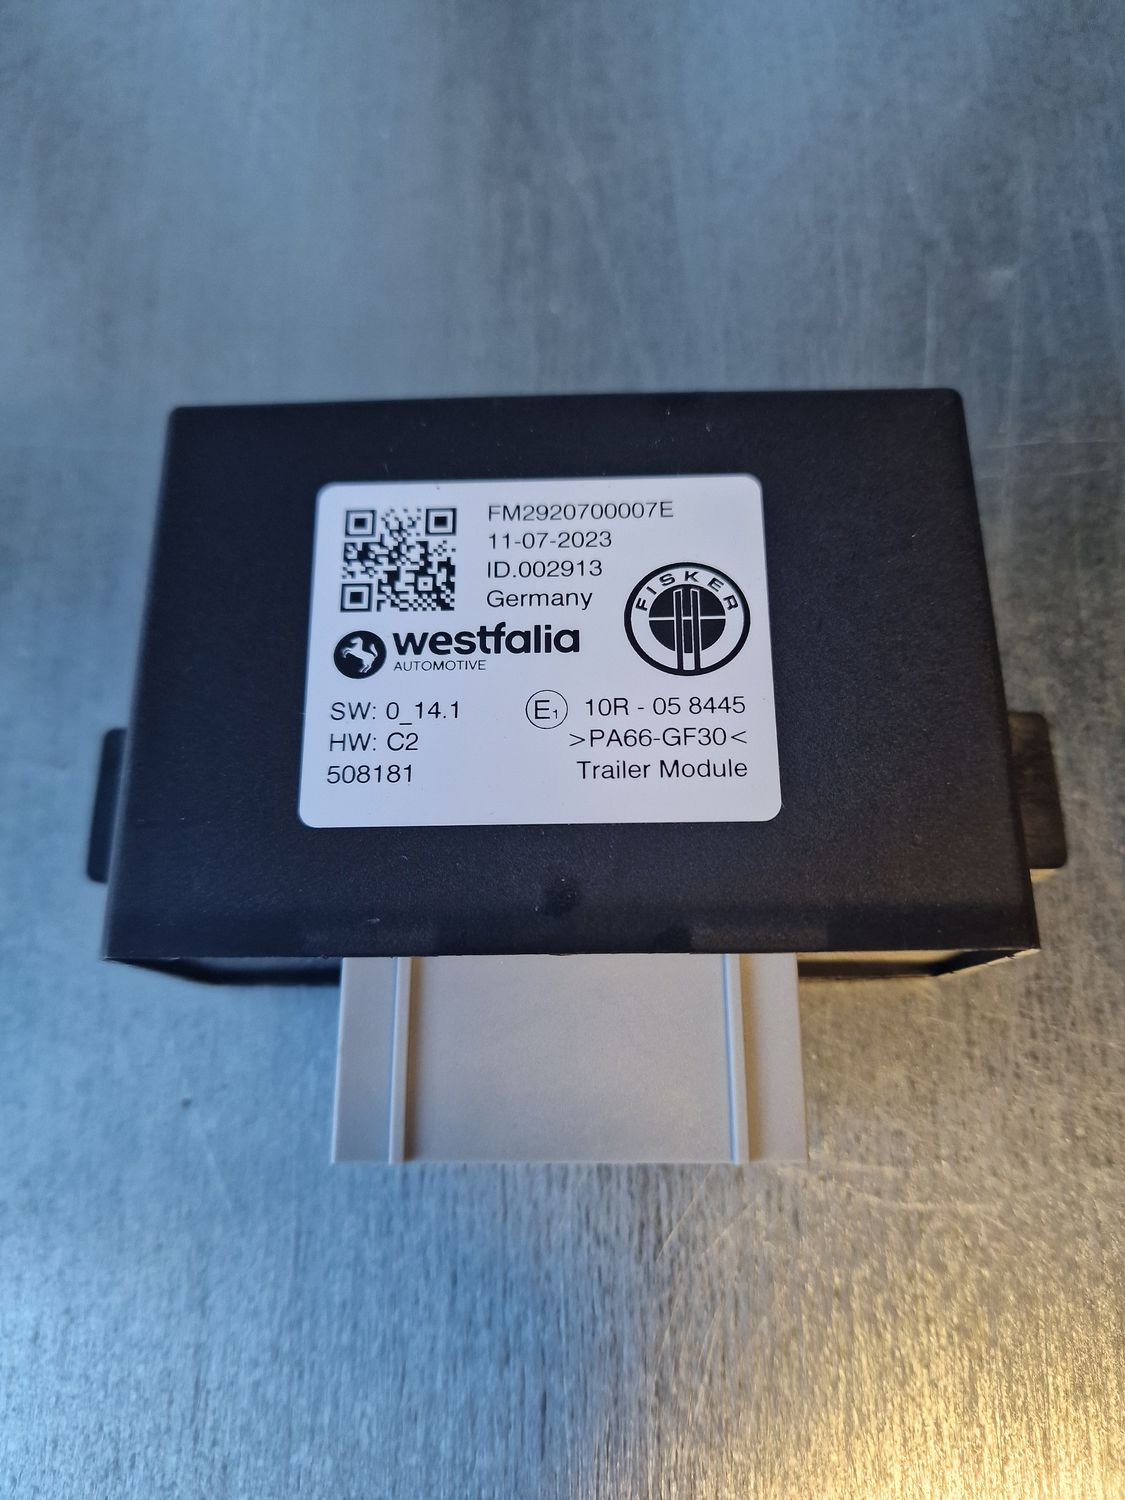 FM2920700007E
11-07-2023
ID.002913
Germany
FISKER
westfalia
AUTOMOTIVE
SW: 0_14.1
HW: C2
508181
E1 10R - 05 8445
>PA66-GF30<
Trailer Module